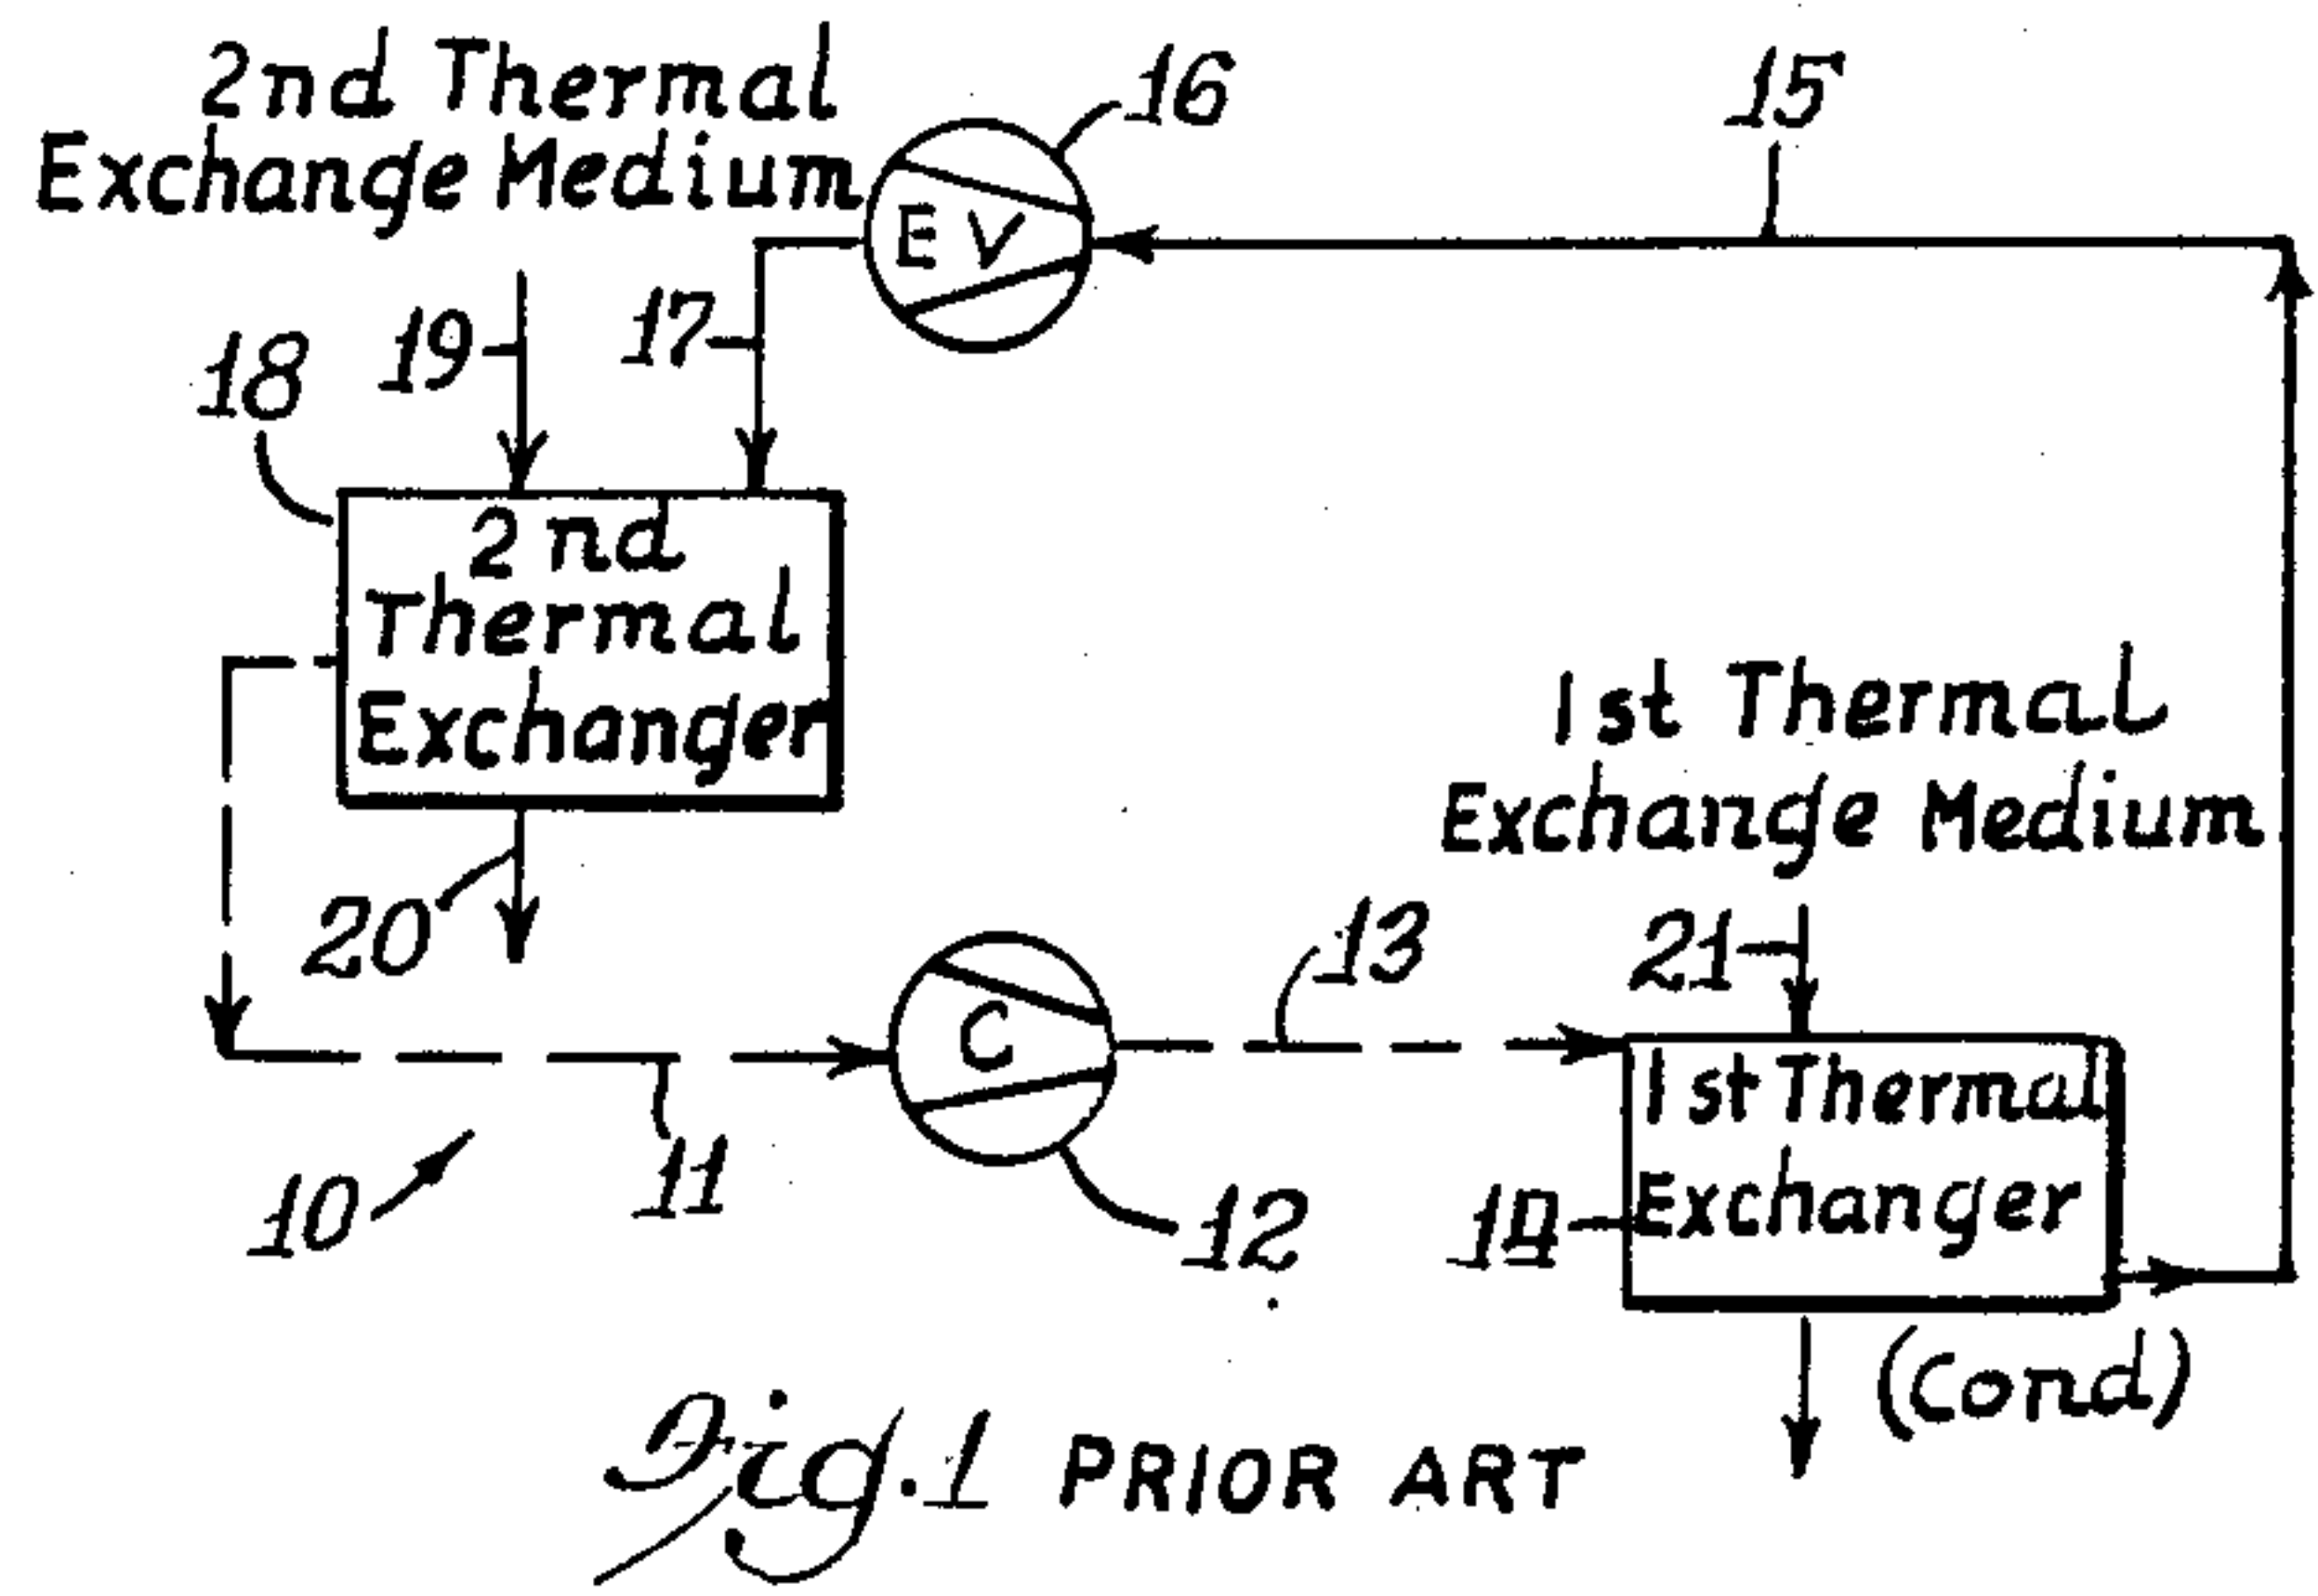 2nd Thermal
Exchange Medium
16
15
E V
19
17
18
2nd
Thermal
Exchanger
1st Thermal
Exchange Medium
20
13
21
C
1st Thermal
Exchanger
11
10
12
14
(Cond)
Fig. 1 PRIOR ART